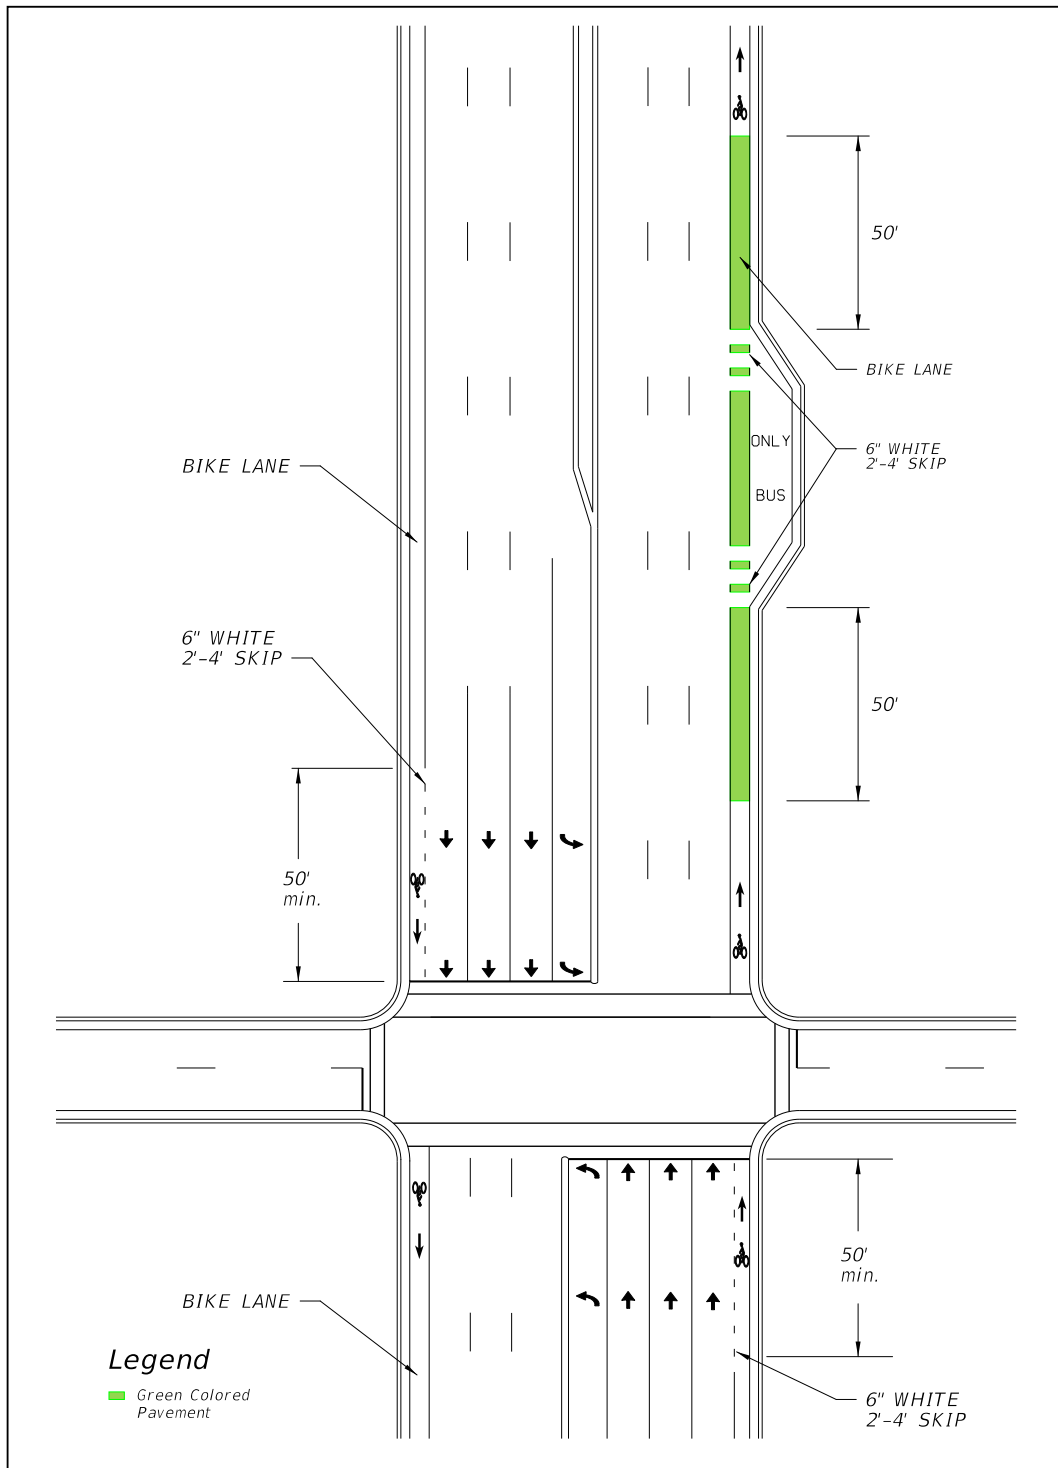 50'
BIKE LANE
ONLY
6" WHITE
2'-4' SKIP
BIKE LANE
BUS
6" WHITE
2'-4' SKIP
50'
50'
min.
50'
min.
BIKE LANE
Legend
Green Colored
Pavement
6" WHITE
2'-4' SKIP